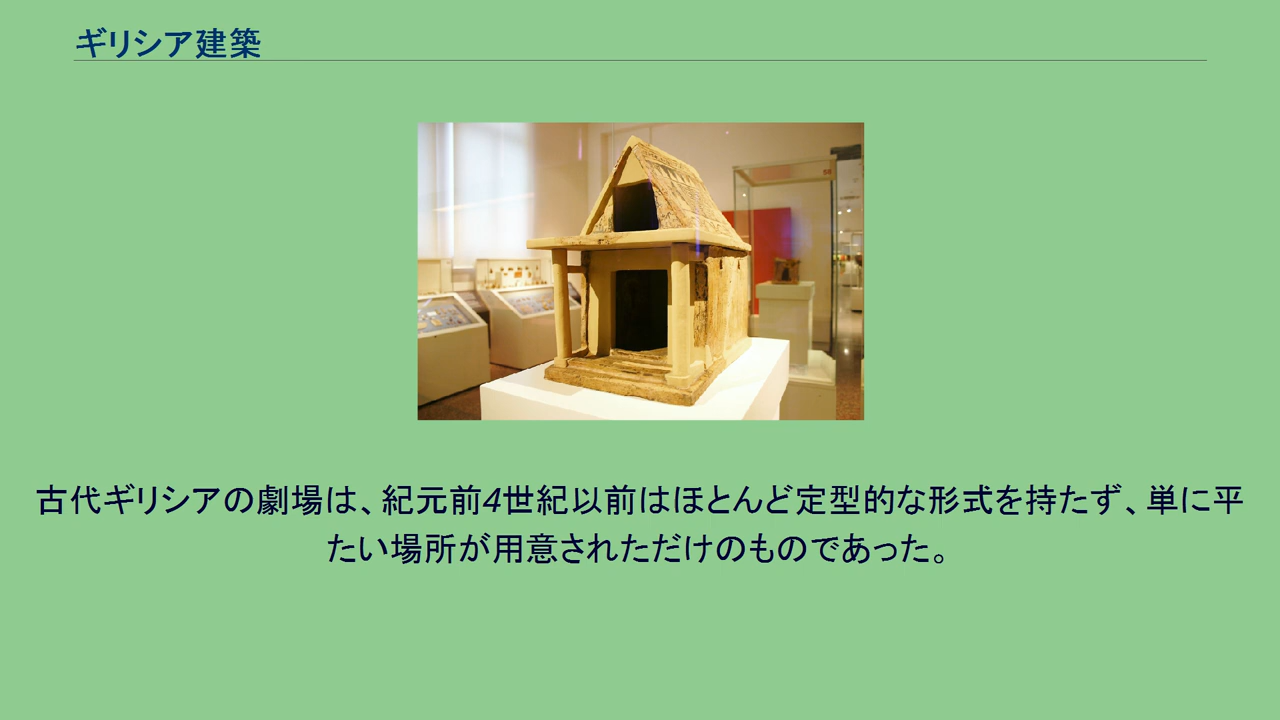 ギリシア建築
古代ギリシアの劇場は、紀元前4世紀以前はほとんど定型的な形式を持たず、単に平
たい場所が用意されただけのものであった。